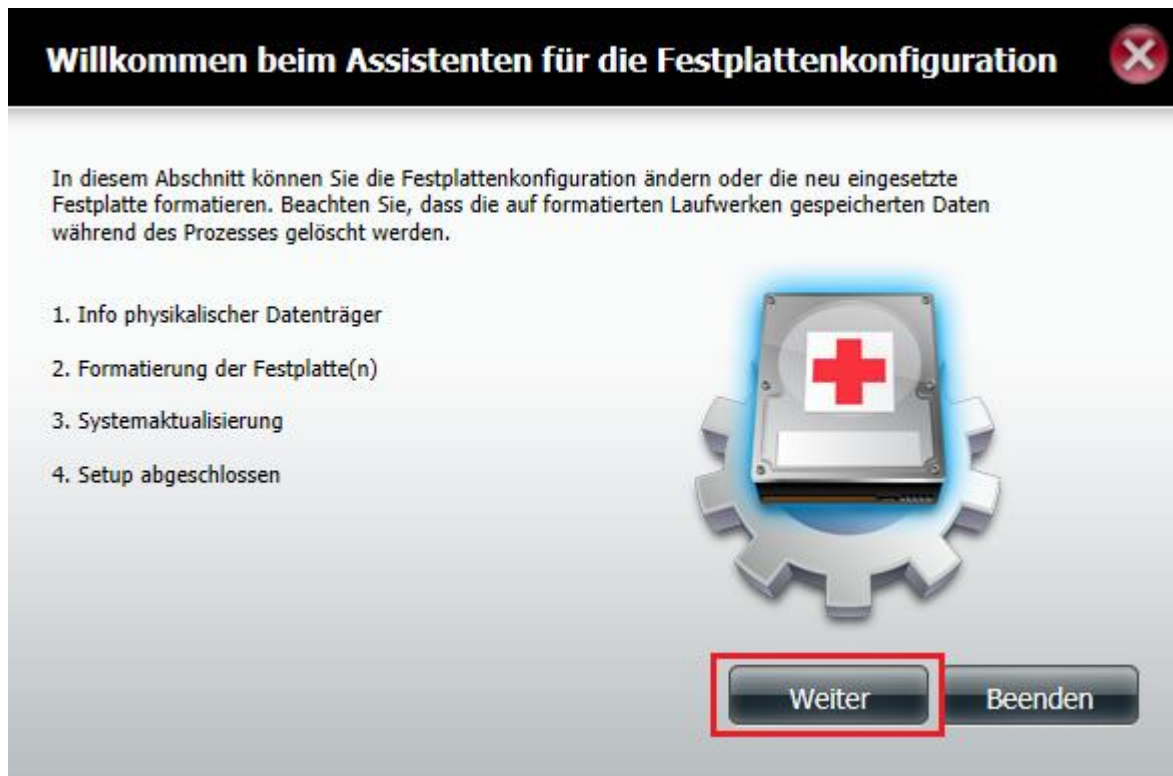 Willkommen beim Assistenten für die Festplattenkonfiguration
In diesem Abschnitt können Sie die Festplattenkonfiguration ändern oder die neu eingesetzte
Festplatte formatieren. Beachten Sie, dass die auf formatierten Laufwerken gespeicherten Daten
während des Prozesses gelöscht werden.
1. Info physikalischer Datenträger
2. Formatierung der Festplatte(n)
3. Systemaktualisierung
4. Setup abgeschlossen
Weiter
Beenden